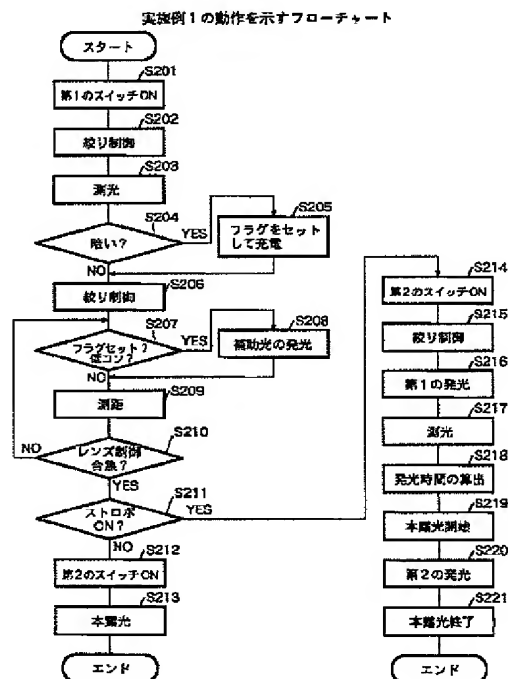 実施例1の動作を示すフローチャート
スタート
S201
第1のスイッチON
S202
絞り制御
S203
測光
S204
暗い?
YES
NO
S205
フラグをセット
して充電
S206
絞り制御
S207
フラグセット?
低コン?
YES
NO
S208
補助光の発光
S209
測距
S210
レンズ制御
合焦?
NO
YES
S211
ストロボ
ON?
YES
NO
S212
第2のスイッチON
S213
本露光
エンド
S214
第2のスイッチON
S215
絞り制御
S216
第1の発光
S217
測光
S218
発光時間の算出
S219
本露光開始
S220
第2の発光
S221
本露光終了
エンド